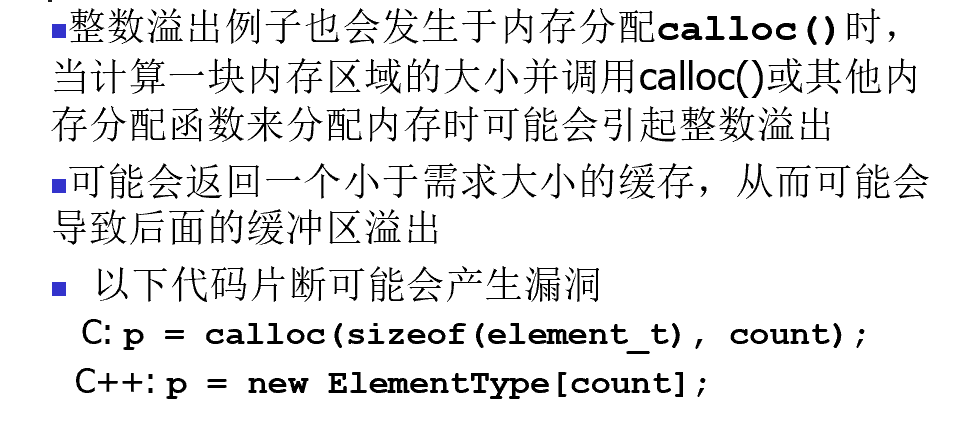 ■整数溢出例子也会发生于内存分配calloc()时，
当计算一块内存区域的大小并调用calloc()或其他内
存分配函数来分配内存时可能会引起整数溢出
■可能会返回一个小于需求大小的缓存，从而可能会
导致后面的缓冲区溢出
■ 以下代码片断可能会产生漏洞
C: p = calloc(sizeof(element_t), count);
C++: p = new ElementType[count];